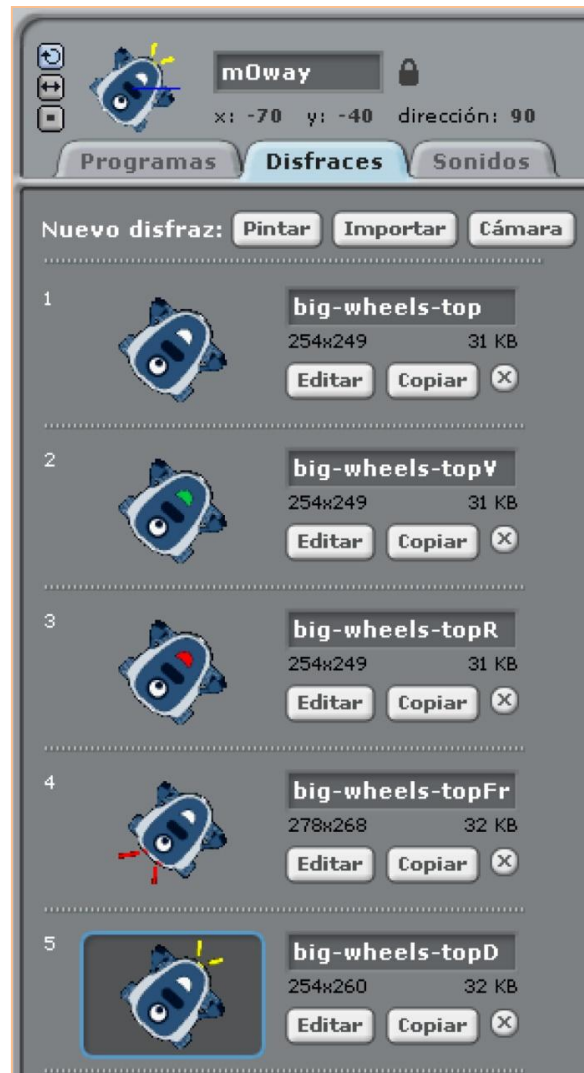 mOway
x: -70 y: -40 dirección: 90
Programas Disfraces Sonidos
Nuevo disfraz: Pintar Importar Cámara
1
big-wheels-top
254x249 31 KB
Editar Copiar
2
big-wheels-topV
254x249 31 KB
Editar Copiar
3
big-wheels-topR
254x249 31 KB
Editar Copiar
4
big-wheels-topFr
278x268 32 KB
Editar Copiar
5
big-wheels-topD
254x260 32 KB
Editar Copiar